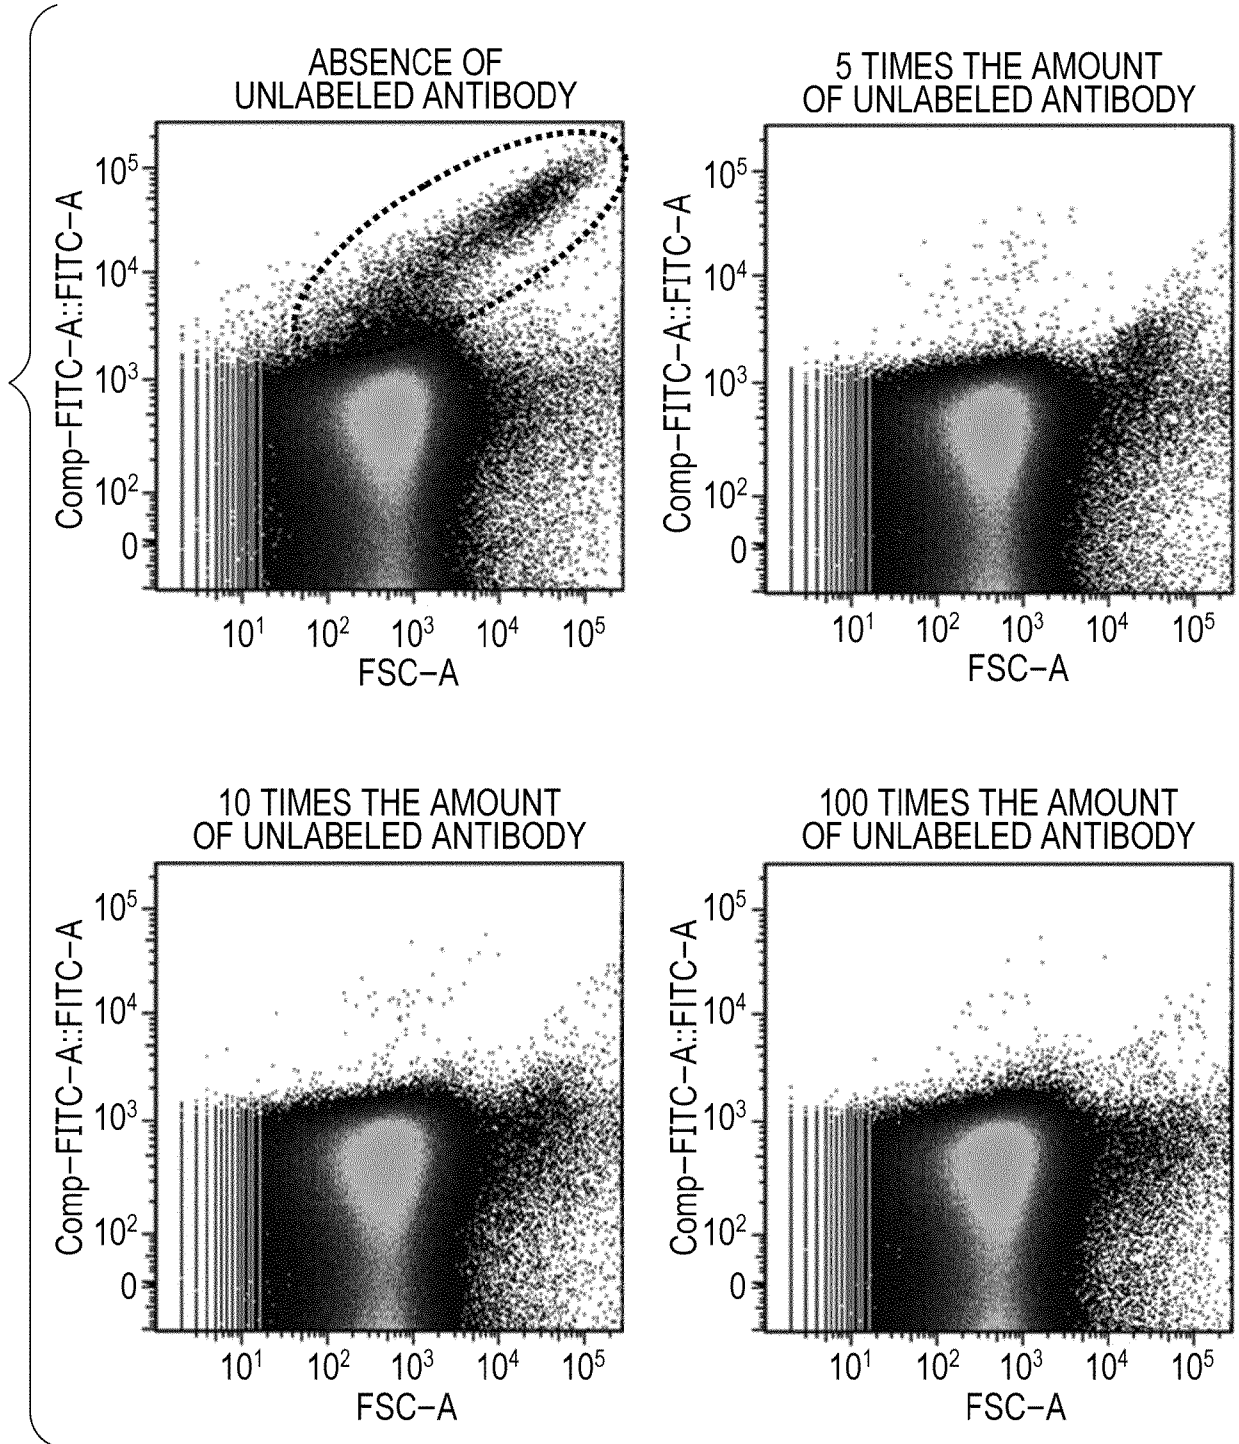 ABSENCE OF
UNLABELED ANTIBODY
Comp–FITC–A::FITC–A
10⁵
10⁴
10³
10²
0
10¹ 10² 10³ 10⁴ 10⁵
FSC–A
5 TIMES THE AMOUNT
OF UNLABELED ANTIBODY
Comp–FITC–A::FITC–A
10⁵
10⁴
10³
10²
0
10¹ 10² 10³ 10⁴ 10⁵
FSC–A
10 TIMES THE AMOUNT
OF UNLABELED ANTIBODY
Comp–FITC–A::FITC–A
10⁵
10⁴
10³
10²
0
10¹ 10² 10³ 10⁴ 10⁵
FSC–A
100 TIMES THE AMOUNT
OF UNLABELED ANTIBODY
Comp–FITC–A::FITC–A
10⁵
10⁴
10³
10²
0
10¹ 10² 10³ 10⁴ 10⁵
FSC–A